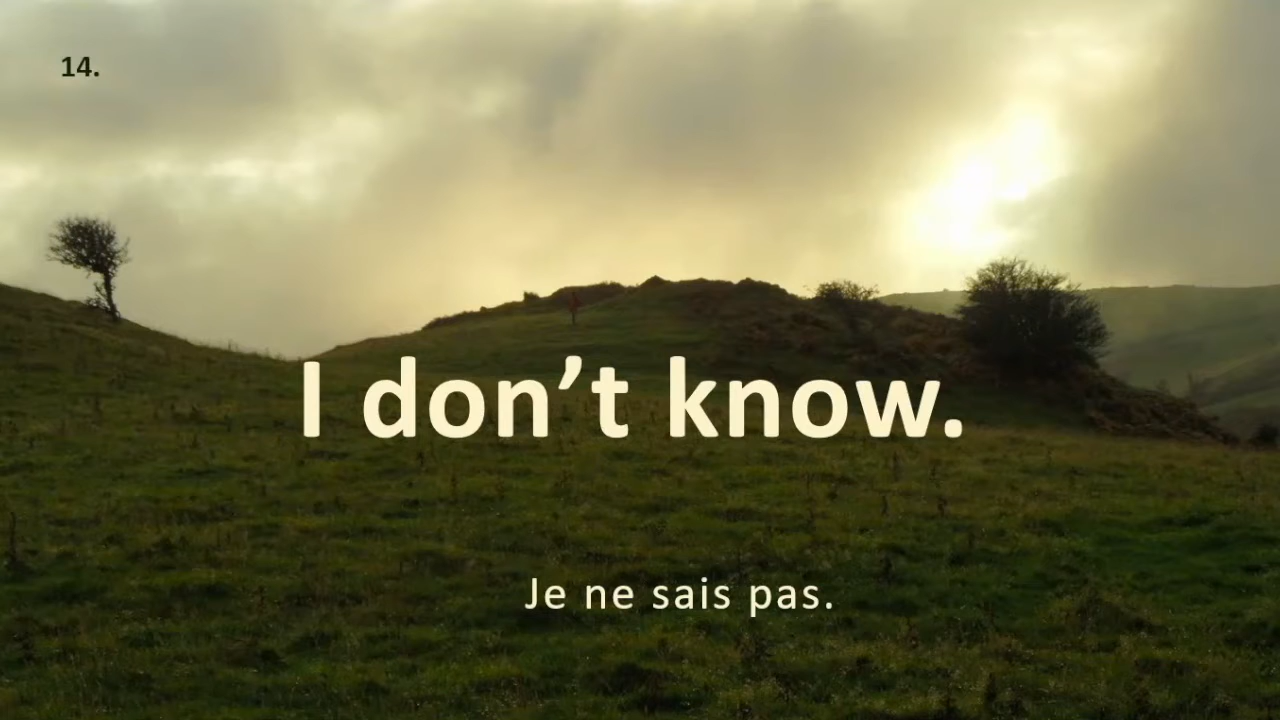 14.
I don’t know.
Je ne sais pas.